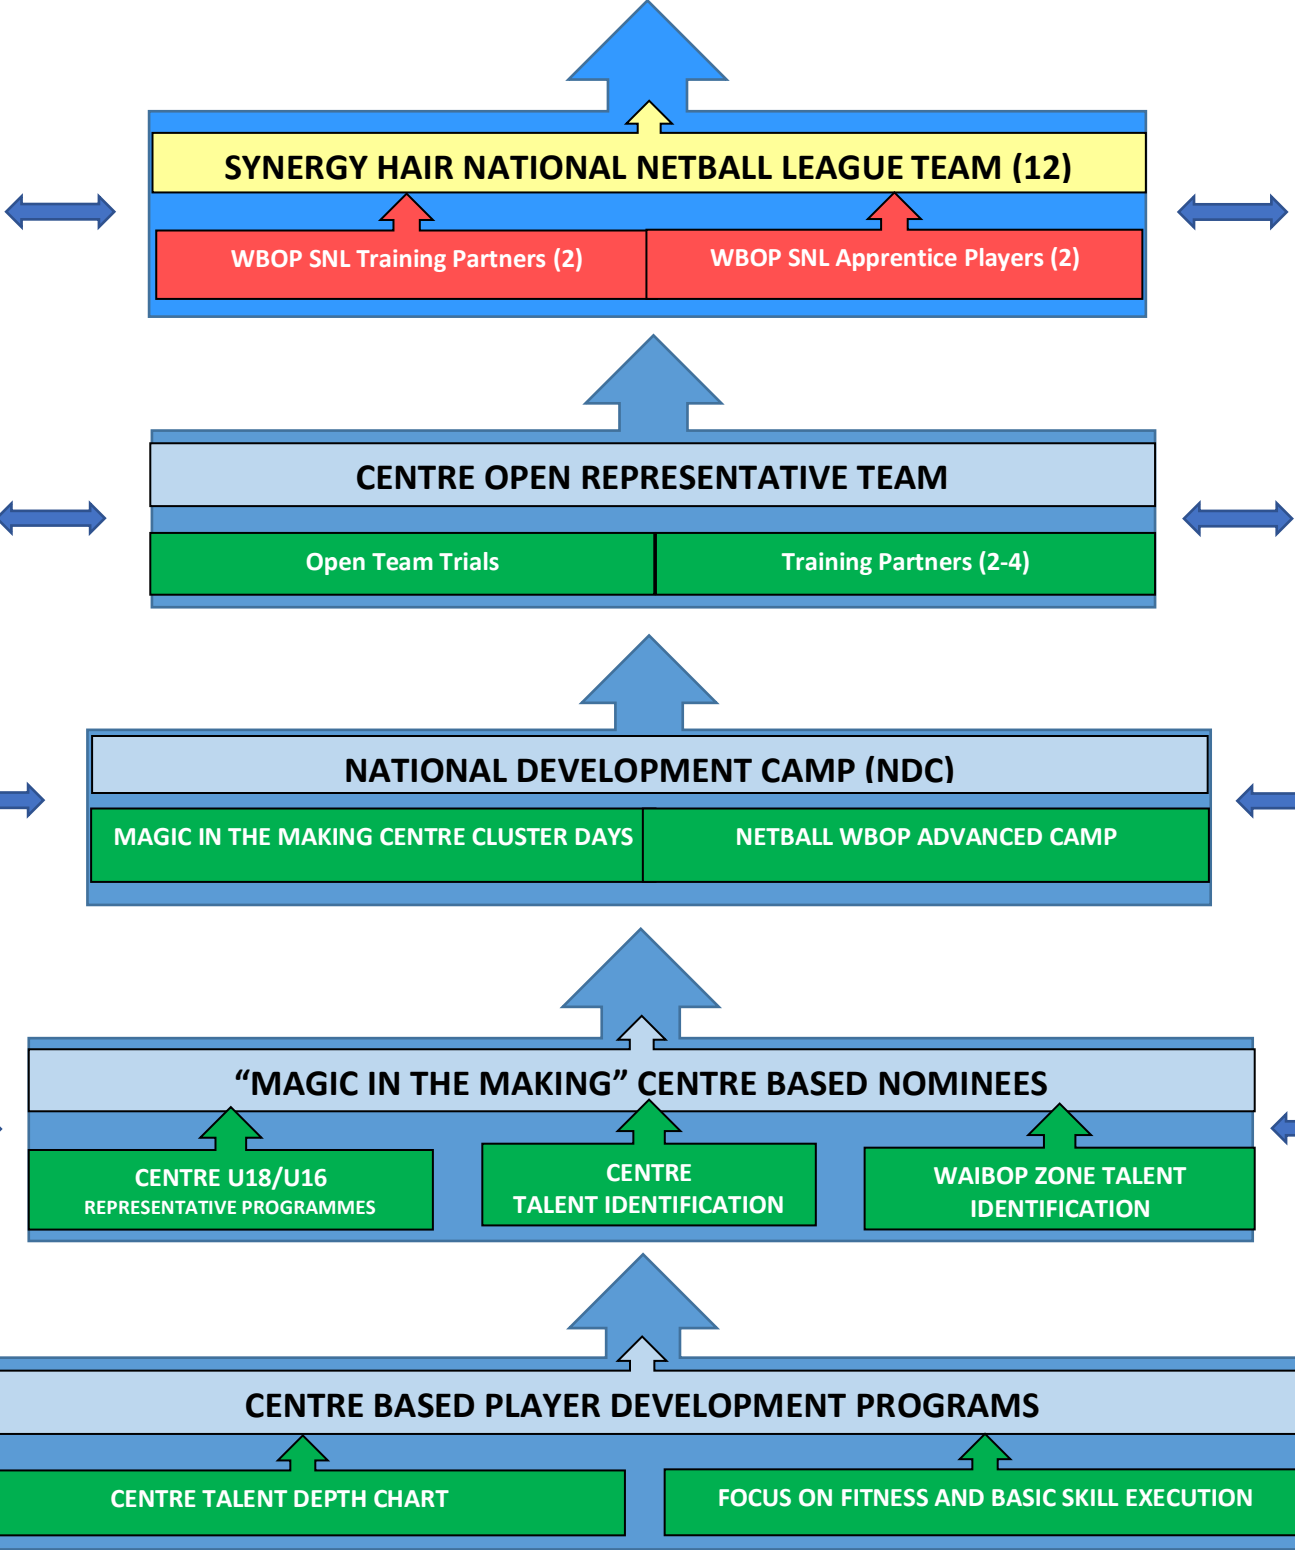 SYNERGY HAIR NATIONAL NETBALL LEAGUE TEAM (12)
WBOP SNL Training Partners (2)
WBOP SNL Apprentice Players (2)
CENTRE OPEN REPRESENTATIVE TEAM
Open Team Trials
Training Partners (2-4)
NATIONAL DEVELOPMENT CAMP (NDC)
MAGIC IN THE MAKING CENTRE CLUSTER DAYS
NETBALL WBOP ADVANCED CAMP
“MAGIC IN THE MAKING” CENTRE BASED NOMINEES
CENTRE U18/U16
REPRESENTATIVE PROGRAMMES
CENTRE
TALENT IDENTIFICATION
WAIBOP ZONE TALENT
IDENTIFICATION
CENTRE BASED PLAYER DEVELOPMENT PROGRAMS
CENTRE TALENT DEPTH CHART
FOCUS ON FITNESS AND BASIC SKILL EXECUTION